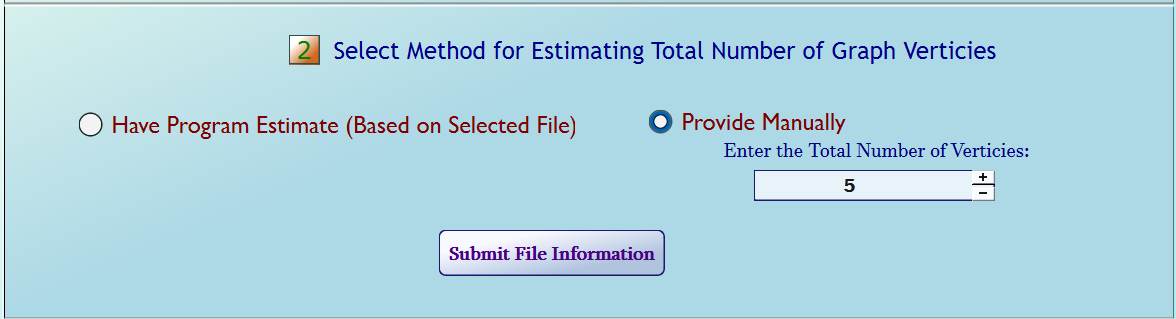 2 Select Method for Estimating Total Number of Graph Verticies
Have Program Estimate (Based on Selected File)
Provide Manually
Enter the Total Number of Verticies:
5
+
−
Submit File Information